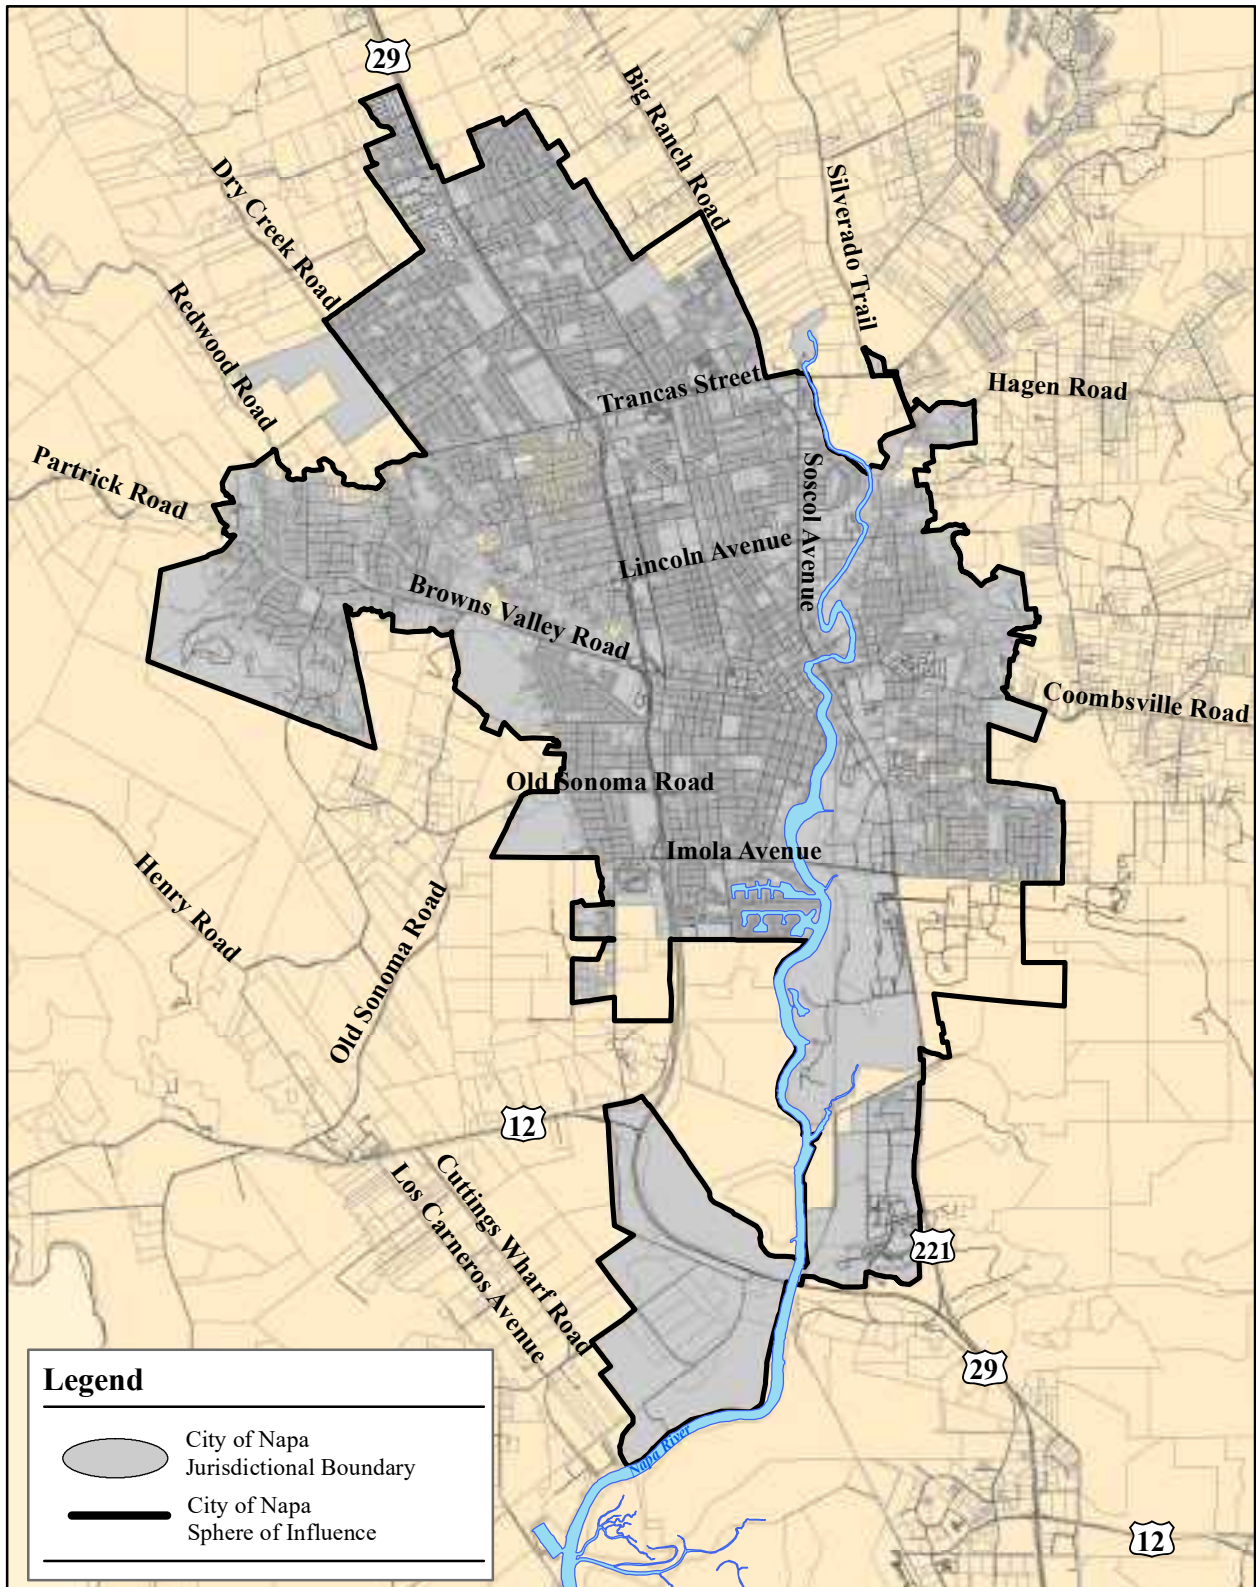 29
Big Ranch Road
Silverado Trail
Dry Creek Road
Redwood Road
Hagen Road
Trancas Street
Partrick Road
Soscol Avenue
Lincoln Avenue
Browns Valley Road
Coombsville Road
Old Sonoma Road
Imola Avenue
Henry Road
Old Sonoma Road
12
Cuttings Wharf Road
Los Carneros Avenue
221
29
Napa River
12
Legend
City of Napa
Jurisdictional Boundary
City of Napa
Sphere of Influence